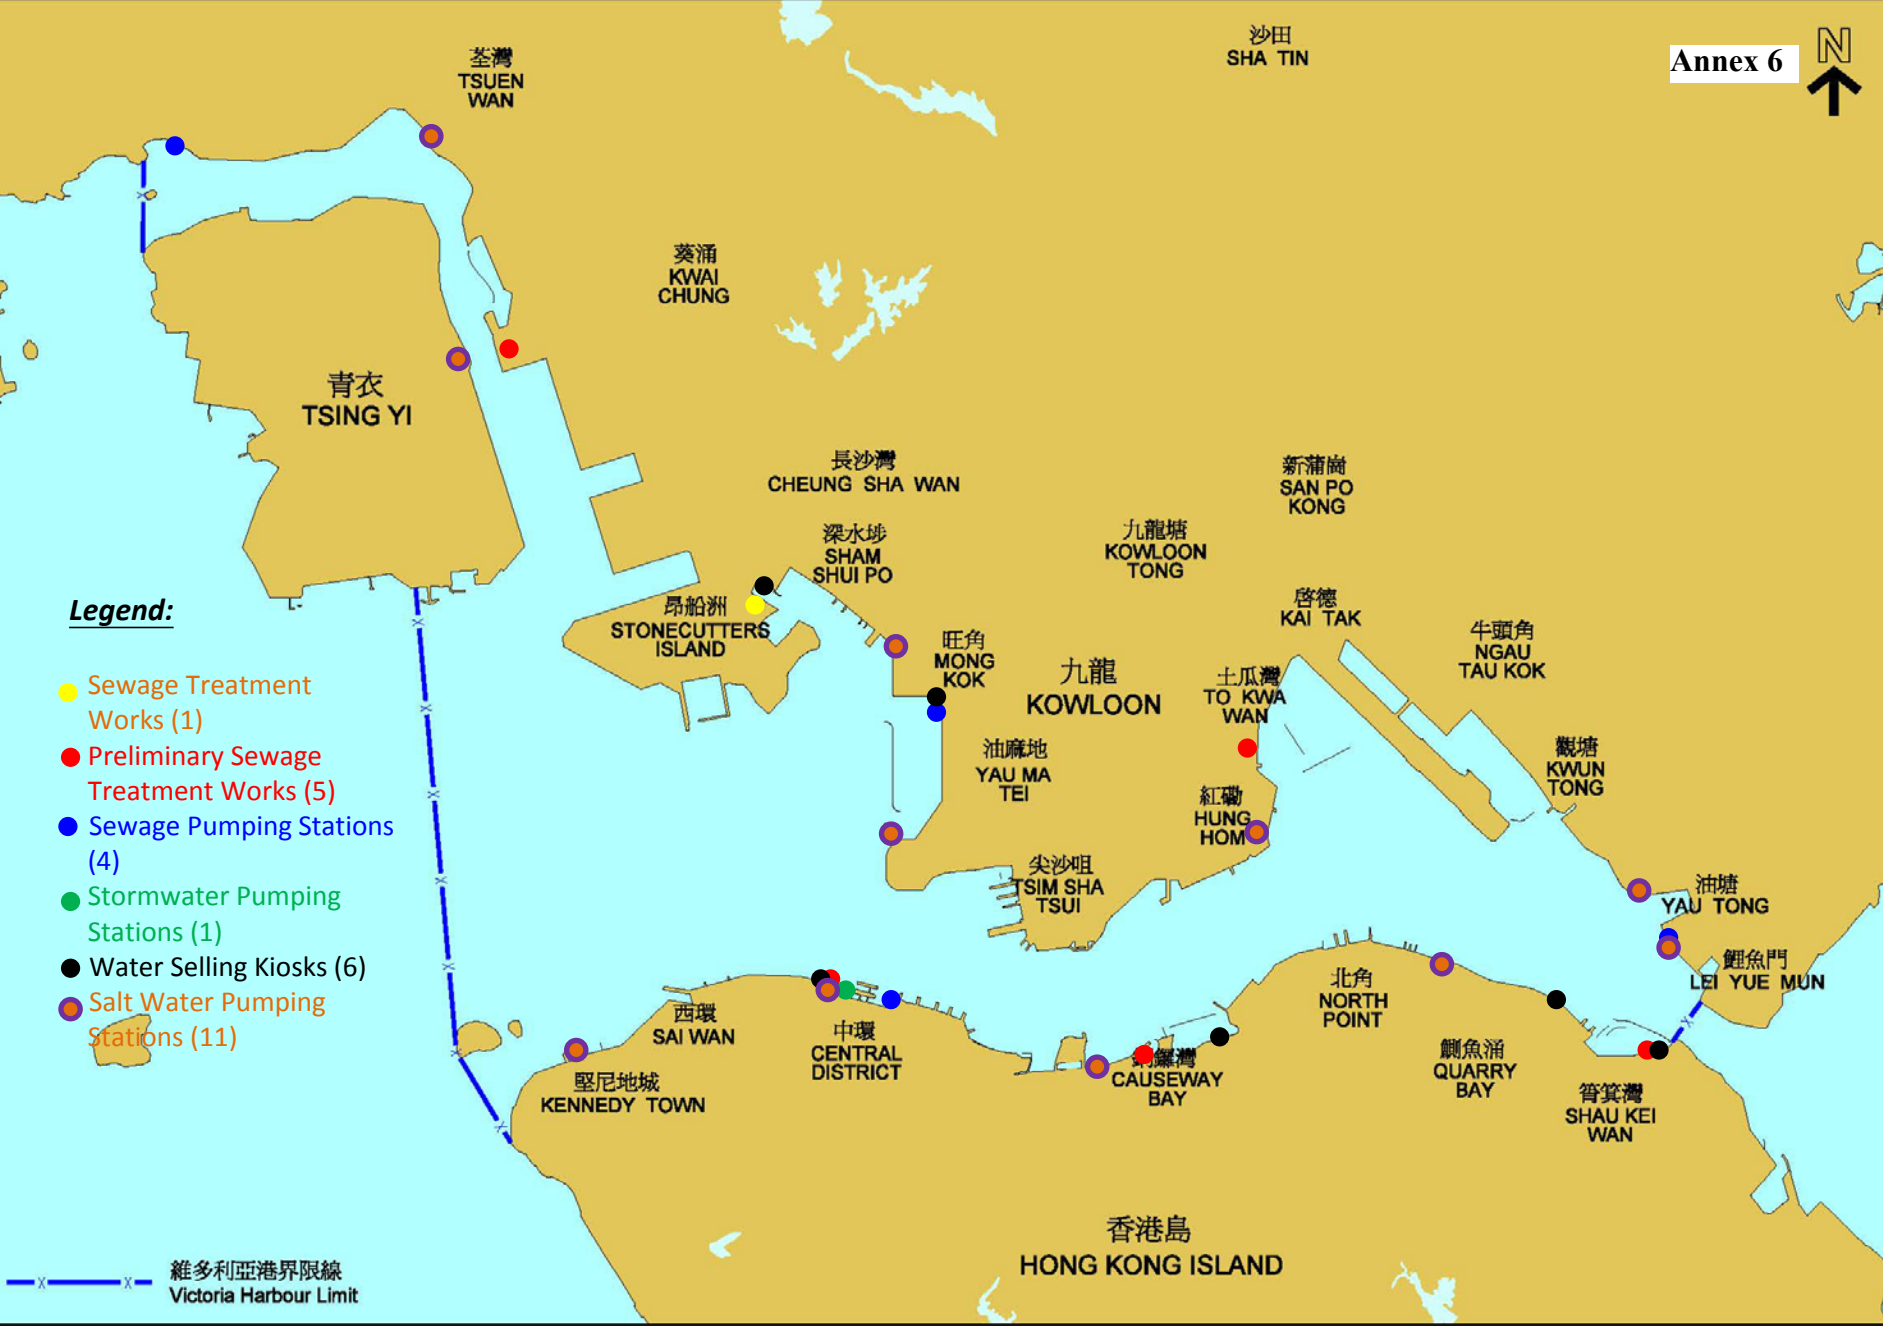 Annex 6
N
沙田
SHA TIN
荃灣
TSUEN
WAN
葵涌
KWAI
CHUNG
青衣
TSING YI
長沙灣
CHEUNG SHA WAN
新蒲崗
SAN PO
KONG
深水埗
SHAM
SHUI PO
九龍塘
KOWLOON
TONG
昂船洲
STONECUTTERS
ISLAND
旺角
MONG
KOK
九龍
KOWLOON
啓德
KAI TAK
土瓜灣
TO KWA
WAN
牛頭角
NGAU
TAU KOK
油麻地
YAU MA
TEI
紅磡
HUNG
HOM
觀塘
KWUN
TONG
尖沙咀
TSIM SHA
TSUI
油塘
YAU TONG
鯉魚門
LEI YUE MUN
西環
SAI WAN
中環
CENTRAL
DISTRICT
北角
NORTH
POINT
堅尼地城
KENNEDY TOWN
銅鑼灣
CAUSEWAY
BAY
鰂魚涌
QUARRY
BAY
筲箕灣
SHAU KEI
WAN
香港島
HONG KONG ISLAND
Legend:
Sewage Treatment
Works (1)
Preliminary Sewage
Treatment Works (5)
Sewage Pumping Stations
(4)
Stormwater Pumping
Stations (1)
Water Selling Kiosks (6)
Salt Water Pumping
Stations (11)
維多利亞港界限線
Victoria Harbour Limit